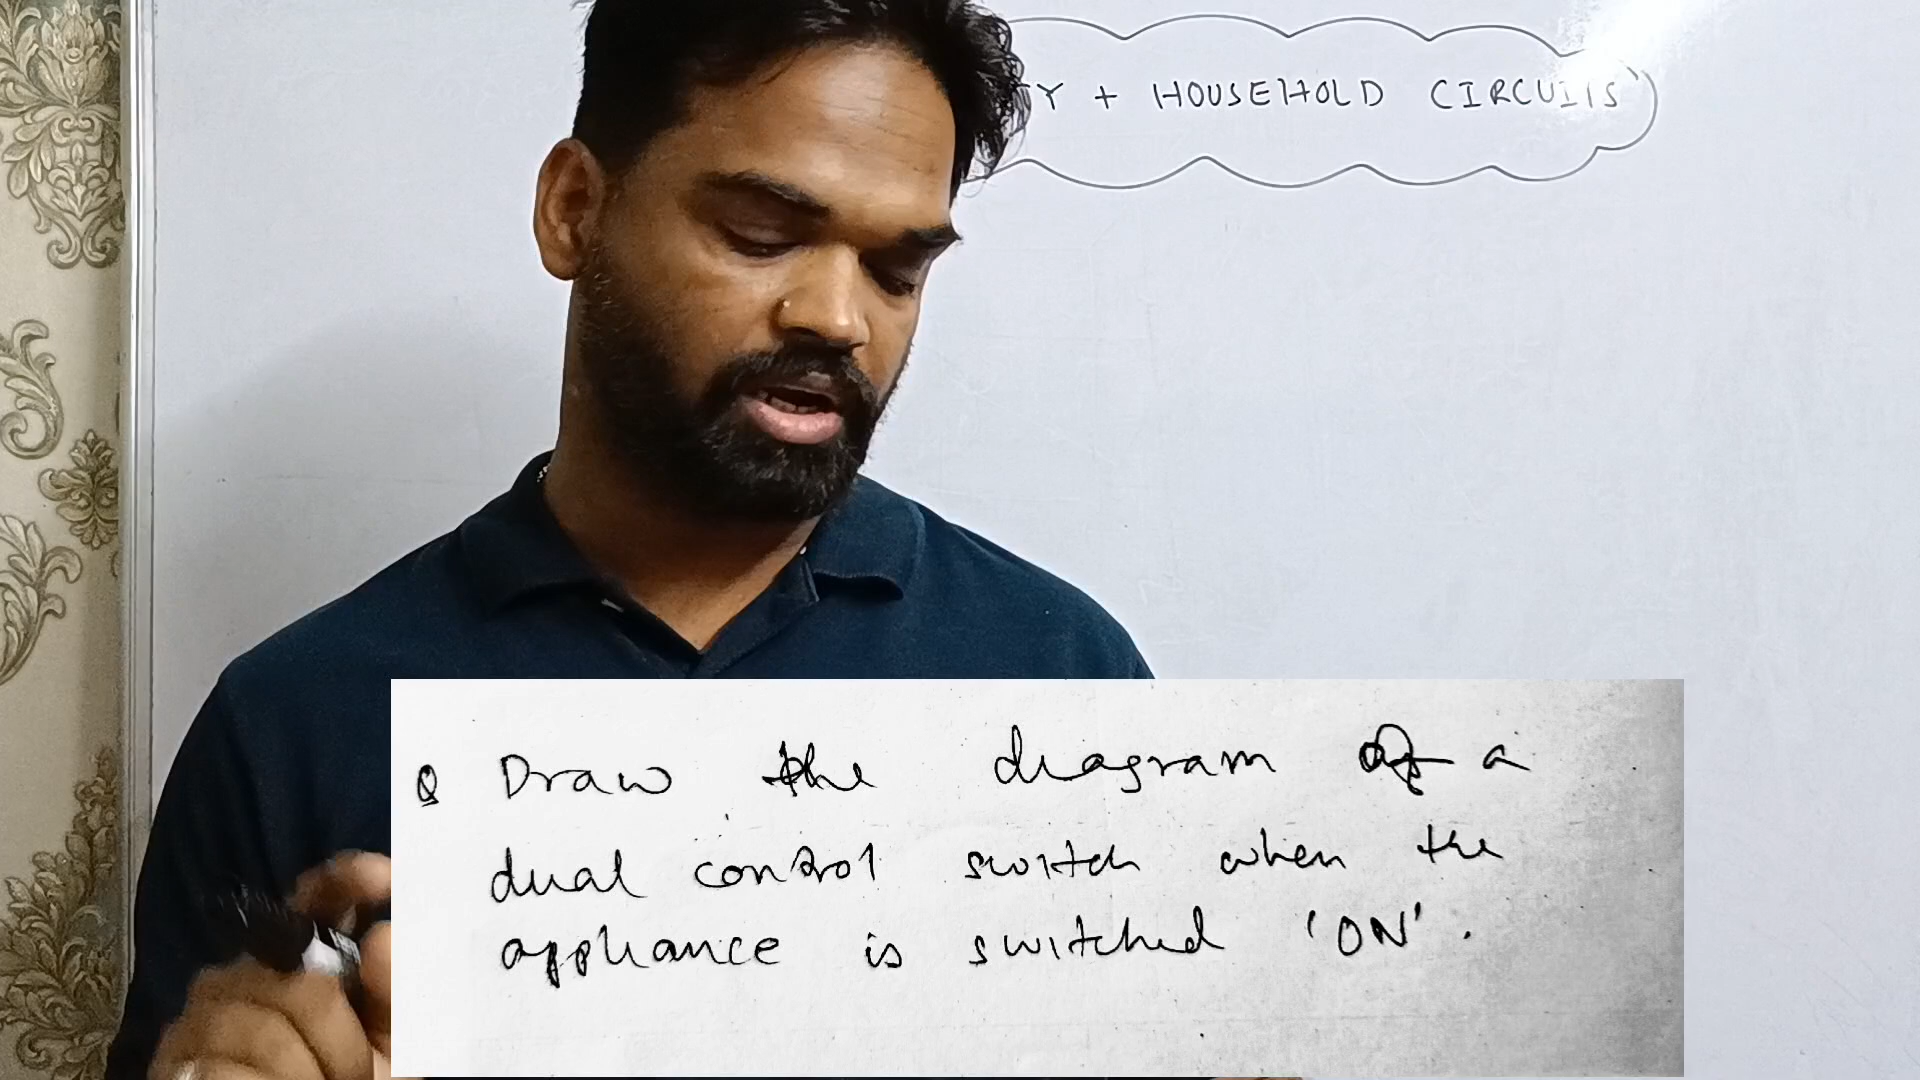 Y + HOUSEHOLD CIRCUITS
Q Draw the diagram of a
dual control switch when the
appliance is switched 'ON'.